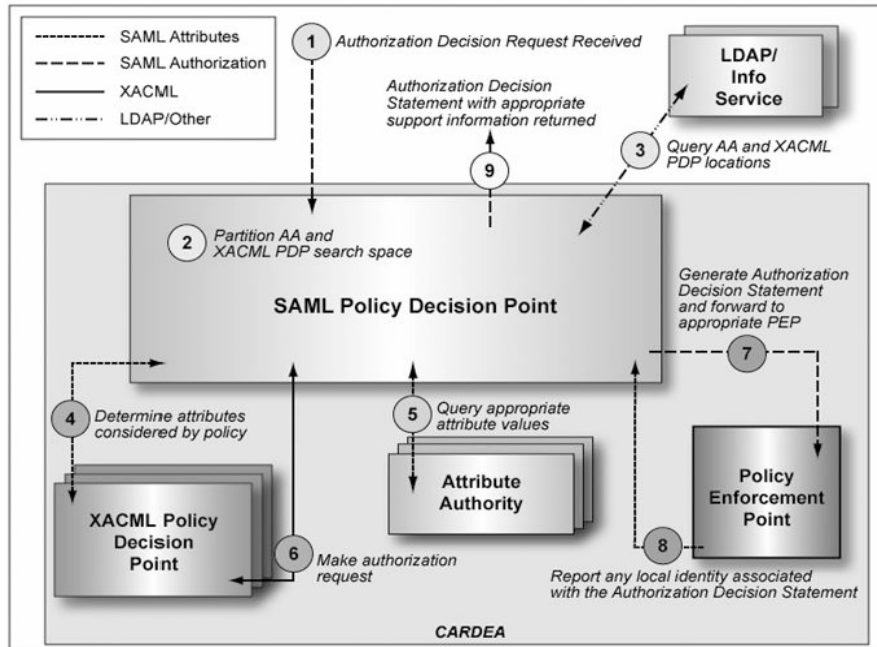 SAML Attributes
SAML Authorization
XACML
LDAP/Other
1
Authorization Decision Request Received
Authorization Decision
Statement with appropriate
support information returned
9
LDAP/
Info
Service
3
Query AA and XACML
PDP locations
2
Partition AA and
XACML PDP search space
SAML Policy Decision Point
Generate Authorization
Decision Statement
and forward to
appropriate PEP
7
4
Determine attributes
considered by policy
5
Query appropriate
attribute values
XACML Policy
Decision
Point
6
Make authorization
request
Attribute
Authority
Policy
Enforcement
Point
8
Report any local identity associated
with the Authorization Decision Statement
CARDEA